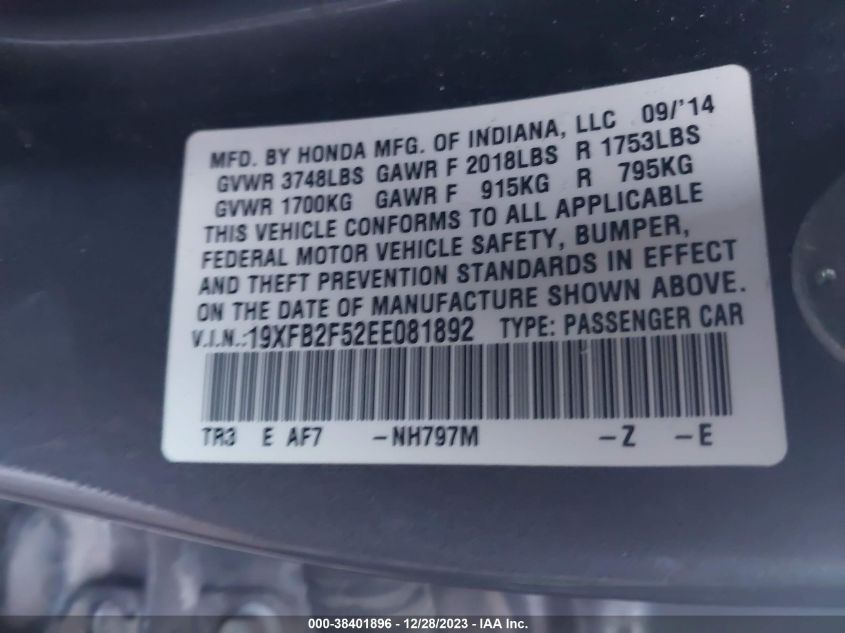 MFD. BY HONDA MFG. OF INDIANA, LLC 09/'14
GVWR 3748LBS GAWR F 2018LBS R 1753LBS
GVWR 1700KG GAWR F 915KG R 795KG
THIS VEHICLE CONFORMS TO ALL APPLICABLE
FEDERAL MOTOR VEHICLE SAFETY, BUMPER,
AND THEFT PREVENTION STANDARDS IN EFFECT
ON THE DATE OF MANUFACTURE SHOWN ABOVE.
V.I.N.:19XFB2F52EE081892 TYPE: PASSENGER CAR
TR3 E AF7 -NH797M -Z -E
000-38401896 - 12/28/2023 - IAA Inc.